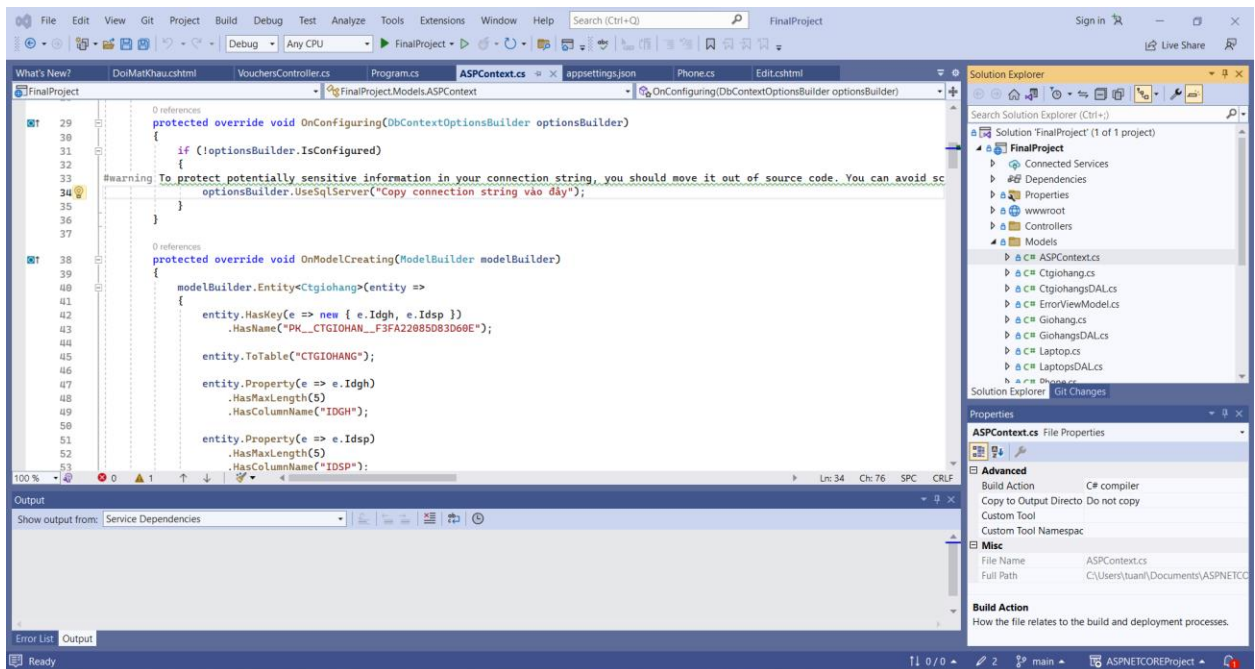 File Edit View Git Project Build Debug Test Analyze Tools Extensions Window Help Search (Ctrl+Q) FinalProject Sign in
Debug Any CPU FinalProject Live Share
What's New? DoiMatKhau.cshtml VouchersController.cs Program.cs ASPContext.cs appsettings.json Phone.cs Edit.cshtml
FinalProject FinalProject.Models.ASPContext OnConfiguring(DbContextOptionsBuilder optionsBuilder)
0 references
29 protected override void OnConfiguring(DbContextOptionsBuilder optionsBuilder)
30 {
31 if (!optionsBuilder.IsConfigured)
32 {
33 #warning To protect potentially sensitive information in your connection string, you should move it out of source code. You can avoid sc
34 optionsBuilder.UseSqlServer("Copy connection string vào đây");
35 }
36 }
37
0 references
38 protected override void OnModelCreating(ModelBuilder modelBuilder)
39 {
40 modelBuilder.Entity<Ctgiohang>(entity =>
41 {
42 entity.HasKey(e => new { e.Idgh, e.Idsp })
43 .HasName("PK__CTGIOHAN__F3FA22085D83D60E");
44
45 entity.ToTable("CTGIOHANG");
46
47 entity.Property(e => e.Idgh)
48 .HasMaxLength(5)
49 .HasColumnName("IDGH");
50
51 entity.Property(e => e.Idsp)
52 .HasMaxLength(5)
53 .HasColumnName("IDSP");
100 % 0 1 Ln: 34 Ch: 76 SPC CRLF
Output
Show output from: Service Dependencies
Error List Output
Solution Explorer
Search Solution Explorer (Ctrl+;)
Solution 'FinalProject' (1 of 1 project)
FinalProject
Connected Services
Dependencies
Properties
wwwroot
Controllers
Models
C# ASPContext.cs
C# Ctgiohang.cs
C# CtgiohangsDAL.cs
C# ErrorViewModel.cs
C# Giohang.cs
C# GiohangsDAL.cs
C# Laptop.cs
C# LaptopsDAL.cs
C# Phone.cs
Solution Explorer Git Changes
Properties
ASPContext.cs File Properties
Advanced
Build Action C# compiler
Copy to Output Directo Do not copy
Custom Tool
Custom Tool Namespac
Misc
File Name ASPContext.cs
Full Path C:\Users\tuanl\Documents\ASPNETCO
Build Action
How the file relates to the build and deployment processes.
Ready 0 / 0 2 main ASPNETCOREProject 1